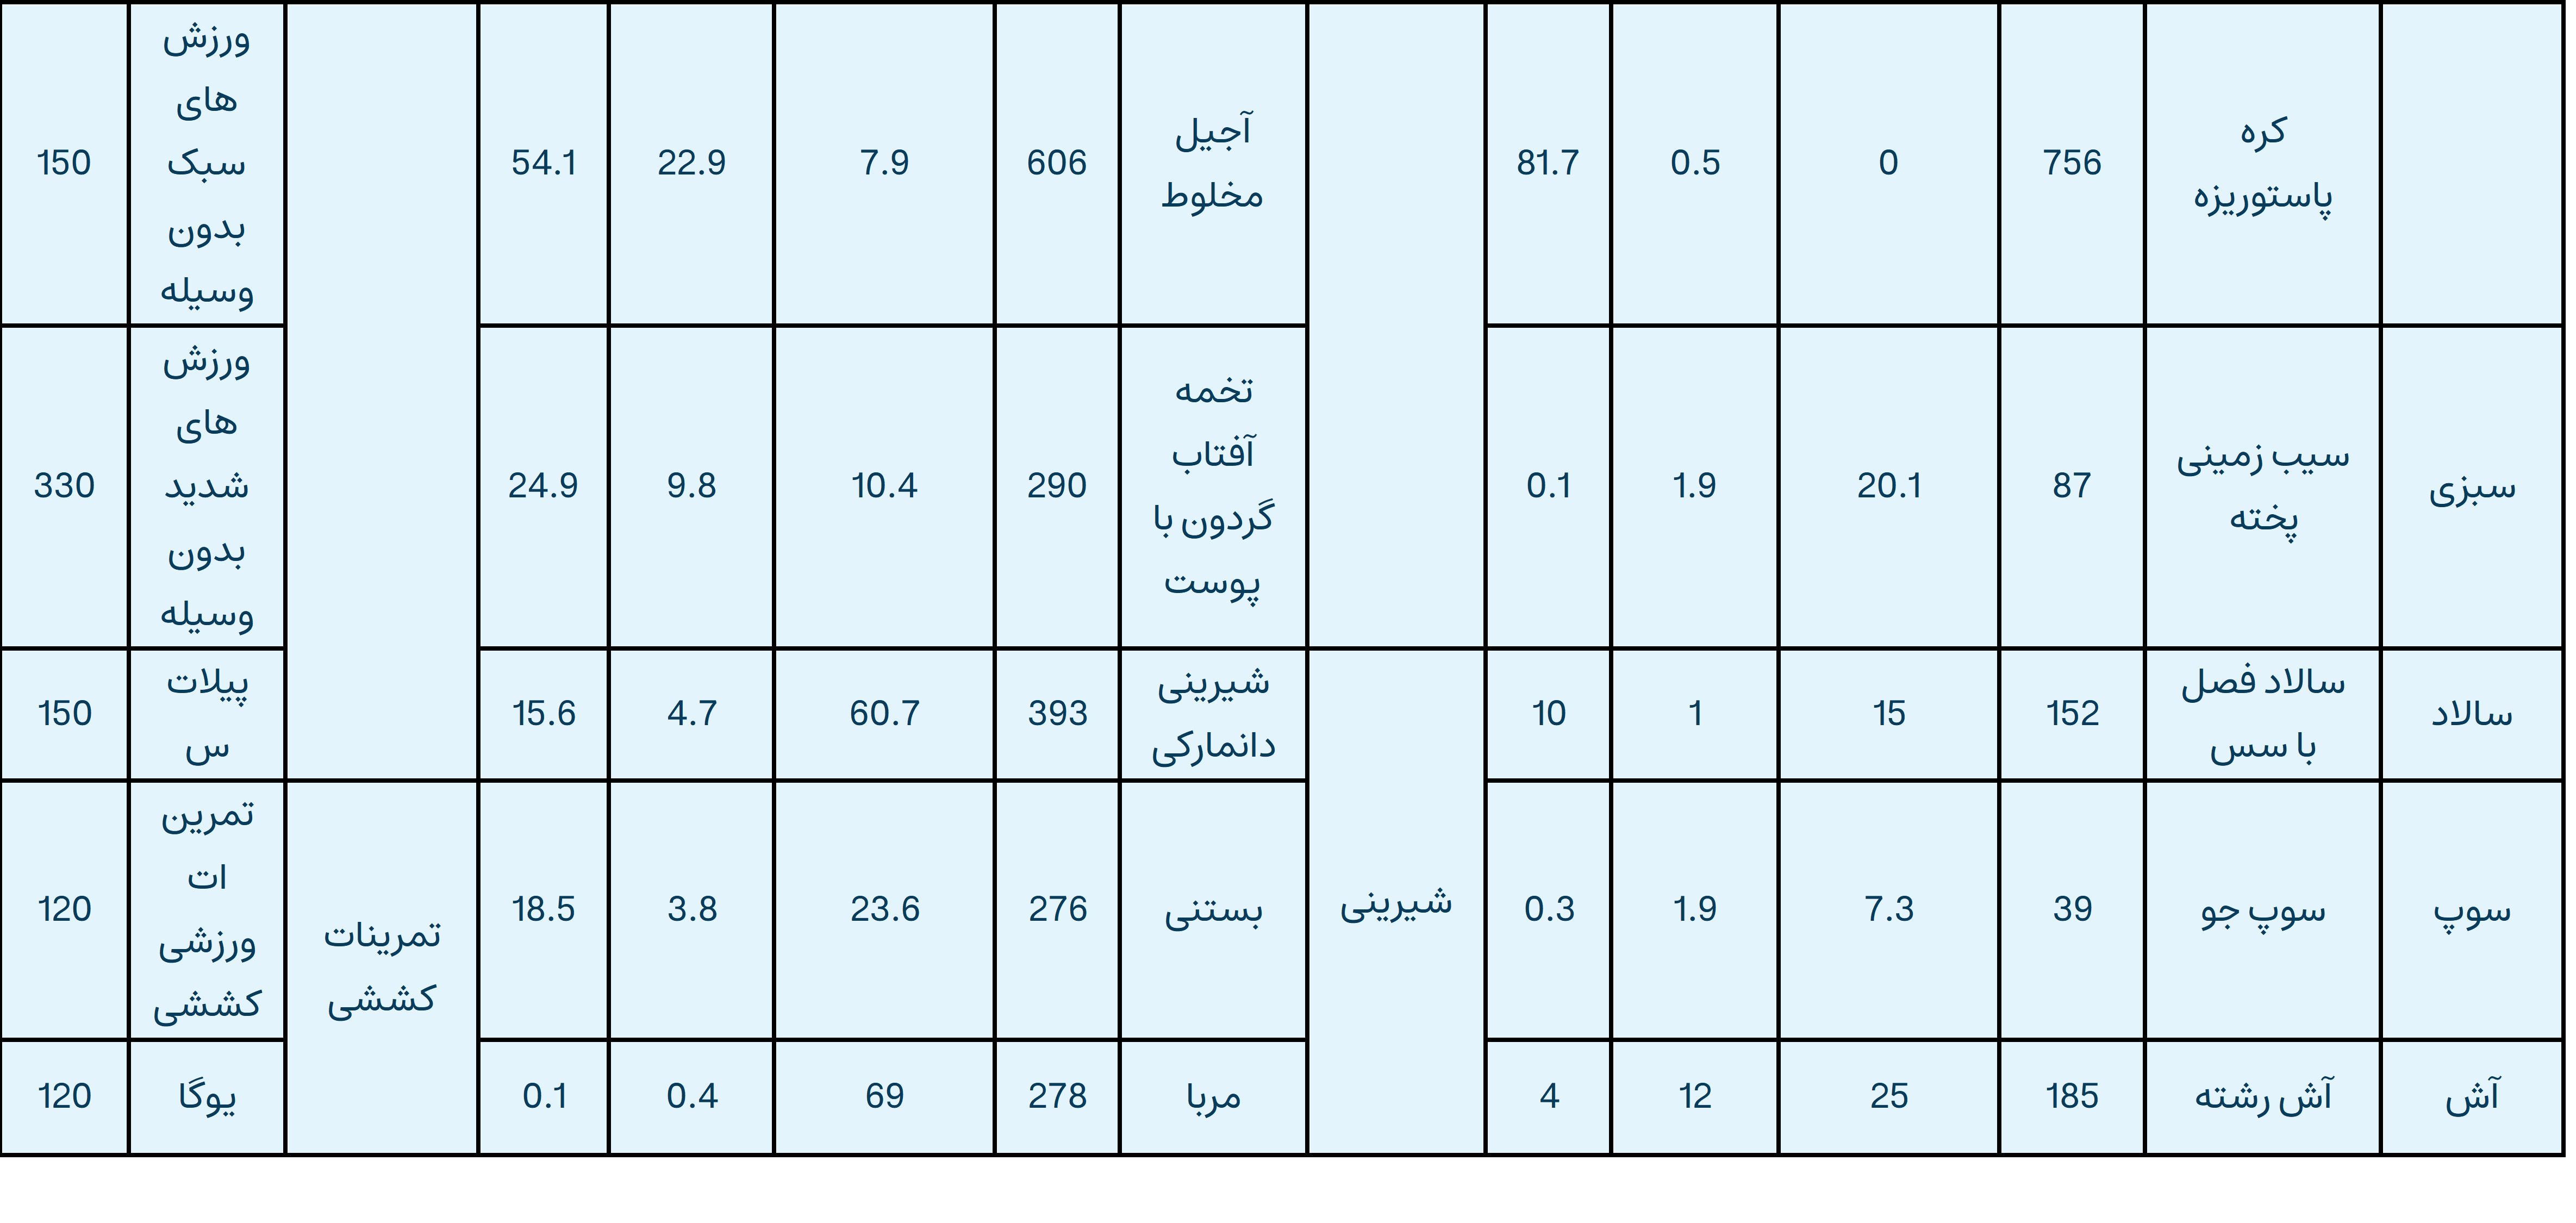 کره
پاستوریزه
756
0
0.5
81.7
آجیل
مخلوط
606
7.9
22.9
54.1
ورزش
های
سبک
بدون
وسیله
150
سبزی
سیب زمینی
پخته
87
20.1
1.9
0.1
تخمه
آفتاب
گردون با
پوست
290
10.4
9.8
24.9
ورزش
های
شدید
بدون
وسیله
330
سالاد
سالاد فصل
با سس
152
15
1
10
شیرینی
شیرینی
دانمارکی
393
60.7
4.7
15.6
پیلات
س
150
سوپ
سوپ جو
39
7.3
1.9
0.3
بستنی
276
23.6
3.8
18.5
تمرینات
کششی
تمرین
ات
ورزشی
کششی
120
آش
آش رشته
185
25
12
4
مربا
278
69
0.4
0.1
یوگا
120